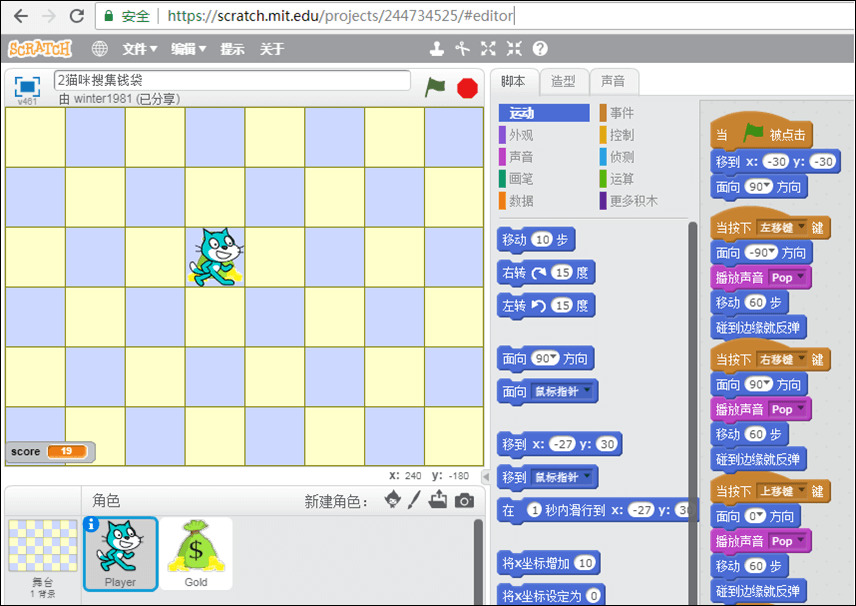 安全 https://scratch.mit.edu/projects/244734525/#editor
SCRATCH 文件▼ 编辑▼ 提示 关于
v461
2猫咪搜集钱袋
由 winter1981 (已分享)
score 19
x: 240 y: -180
角色 新建角色：
舞台
1 背景
Player
Gold
脚本 造型 声音
运动 事件
外观 控制
声音 侦测
画笔 运算
数据 更多积木
移动 10 步
右转 15 度
左转 15 度
面向 90▼ 方向
面向 鼠标指针
移到 x: -27 y: 30
移到 鼠标指针
在 1 秒内滑行到 x: -27 y: 30
将x坐标增加 10
将x坐标设定为 0
当 被点击
移到 x: -30 y: -30
面向 90▼ 方向
当按下 左移键 键
面向 -90▼ 方向
播放声音 Pop
移动 60 步
碰到边缘就反弹
当按下 右移键 键
面向 90▼ 方向
播放声音 Pop
移动 60 步
碰到边缘就反弹
当按下 上移键 键
面向 0▼ 方向
播放声音 Pop
移动 60 步
碰到边缘就反弹